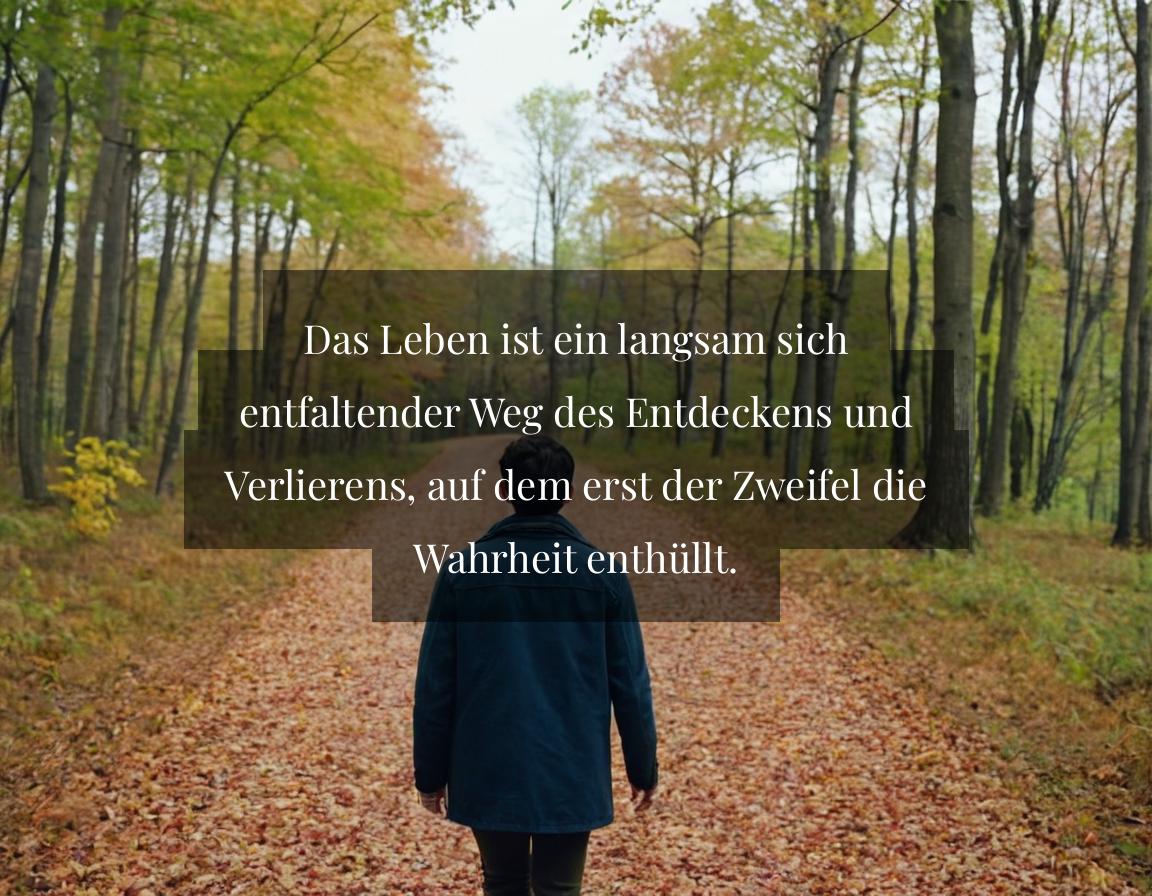 Das Leben ist ein langsam sich
entfaltender Weg des Entdeckens und
Verlierens, auf dem erst der Zweifel die
Wahrheit enthüllt.